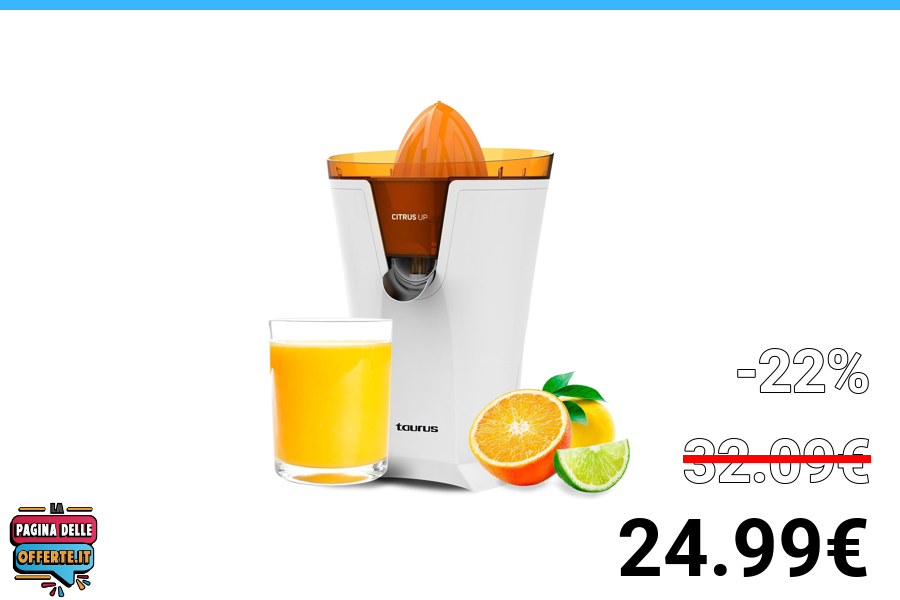 CITRUS UP
taurus
-22%
32.09€
24.99€
LA
PAGINA DELLE
OFFERTE.IT